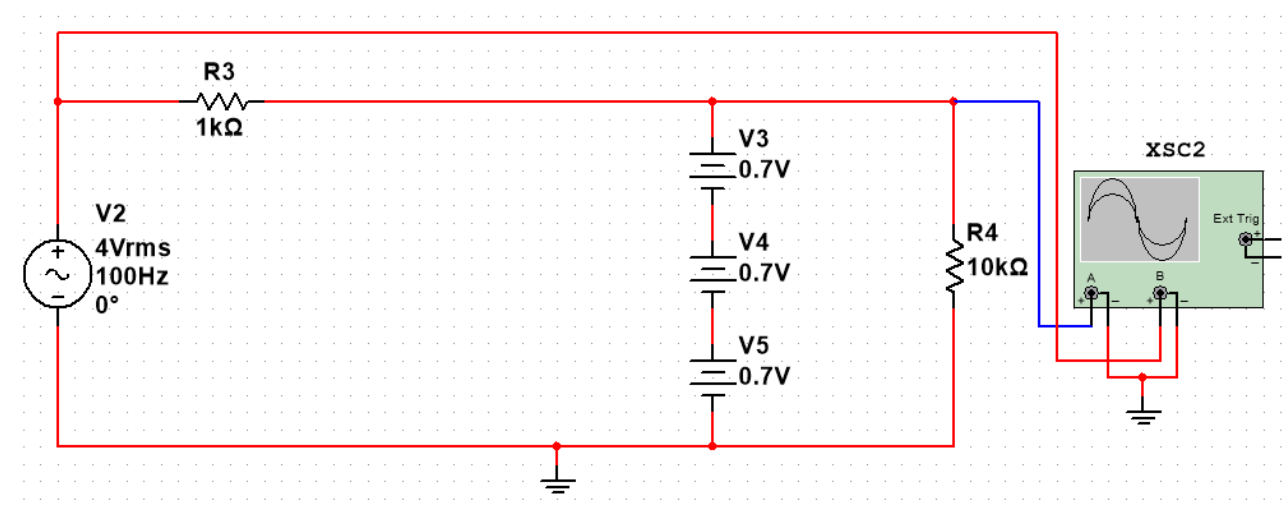 R3
1kΩ
V2
4Vrms
100Hz
0°
V3
0.7V
V4
0.7V
V5
0.7V
R4
10kΩ
XSC2
Ext Trig
+
−
A
B
+ − + −
+
−